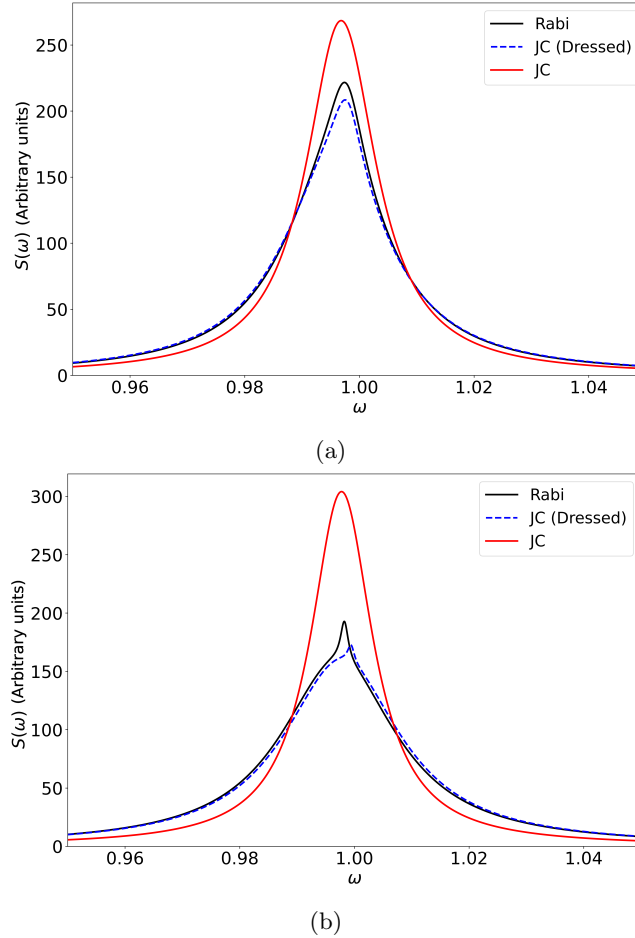 Rabi
JC (Dressed)
JC
S(ω) (Arbitrary units)
250
200
150
100
50
0
0.96 0.98 1.00 1.02 1.04
ω
(a)
Rabi
JC (Dressed)
JC
S(ω) (Arbitrary units)
300
250
200
150
100
50
0
0.96 0.98 1.00 1.02 1.04
ω
(b)